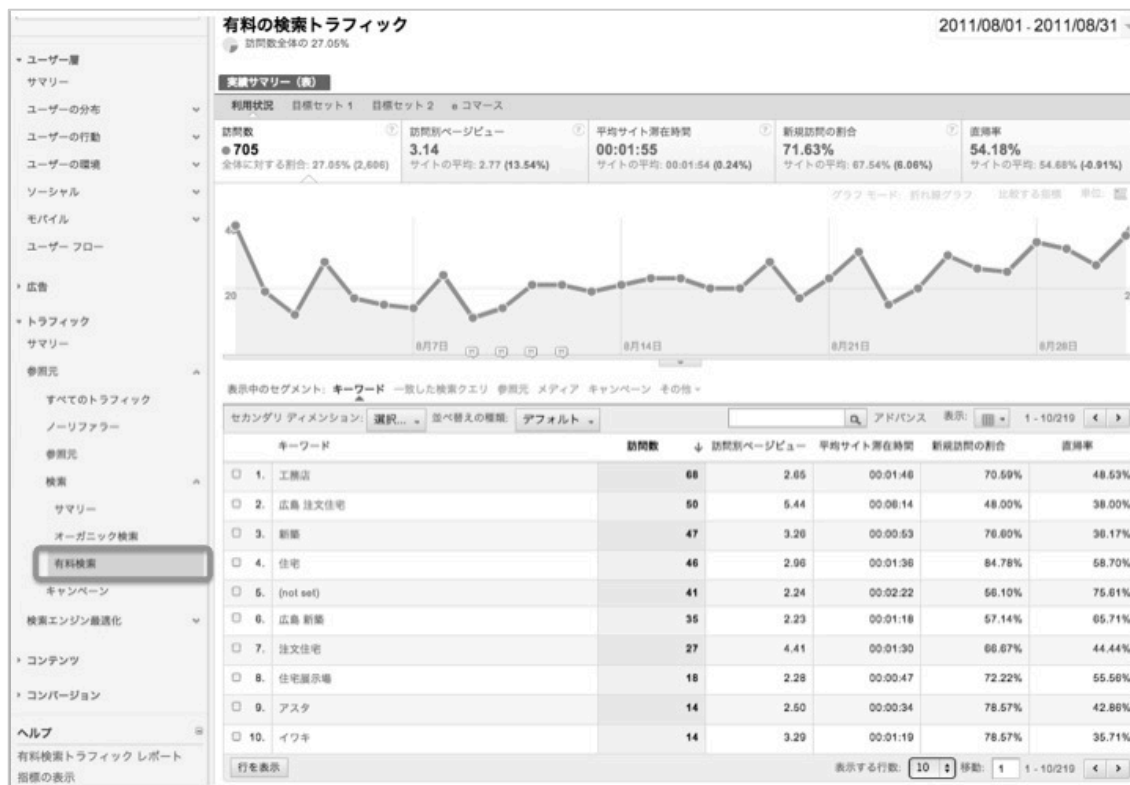 有料の検索トラフィック
訪問数全体の 27.05%
2011/08/01 - 2011/08/31
ユーザー層
サマリー
ユーザーの分布
ユーザーの行動
ユーザーの環境
ソーシャル
モバイル
ユーザー フロー
広告
トラフィック
サマリー
参照元
すべてのトラフィック
ノーリファラー
参照元
検索
サマリー
オーガニック検索
有料検索
キャンペーン
検索エンジン最適化
コンテンツ
コンバージョン
ヘルプ
有料検索トラフィック レポート
指標の表示
実績サマリー（表）
利用状況 目標セット 1 目標セット 2 e コマース
訪問数 訪問別ページビュー 平均サイト滞在時間 新規訪問の割合 直帰率
705 3.14 00:01:55 71.63% 54.18%
全体に対する割合: 27.05% (2,606) サイトの平均: 2.77 (13.54%) サイトの平均: 00:01:54 (0.24%) サイトの平均: 67.54% (6.06%) サイトの平均: 54.68% (-0.91%)
グラフ モード: 折れ線グラフ 比較する指標 単位:
40
20
8月7日 8月14日 8月21日 8月28日
表示中のセグメント: キーワード 一致した検索クエリ 参照元 メディア キャンペーン その他
セカンダリ ディメンション: 選択... 並べ替えの種類: デフォルト アドバンス 表示: 1 - 10/219
キーワード 訪問数 訪問別ページビュー 平均サイト滞在時間 新規訪問の割合 直帰率
1. 工務店 68 2.65 00:01:46 70.59% 48.53%
2. 広島 注文住宅 50 5.44 00:06:14 48.00% 38.00%
3. 新築 47 3.26 00:00:53 76.60% 36.17%
4. 住宅 46 2.96 00:01:36 84.78% 58.70%
5. (not set) 41 2.24 00:02:22 56.10% 75.61%
6. 広島 新築 35 2.23 00:01:18 57.14% 65.71%
7. 注文住宅 27 4.41 00:01:30 66.67% 44.44%
8. 住宅展示場 18 2.28 00:00:47 72.22% 55.56%
9. アスタ 14 2.50 00:00:34 78.57% 42.86%
10. イワキ 14 3.29 00:01:19 78.57% 35.71%
行を表示 表示する行数: 10 移動: 1 1 - 10/219